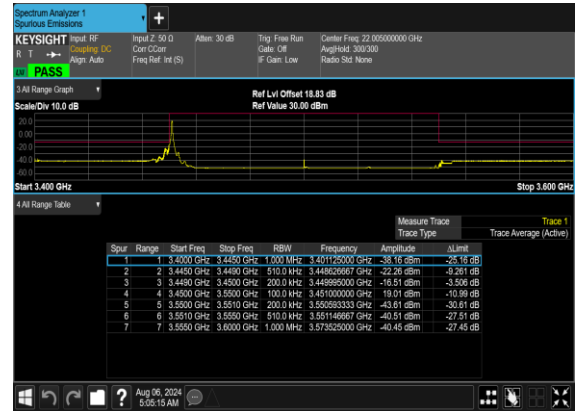 Spectrum Analyzer 1
Spurious Emissions
KEYSIGHT Input: RF Input Z: 50 Ω Atten: 30 dB Trig: Free Run Center Freq: 22.005000000 GHz
R T Coupling: DC Corr CCorr Gate: Off Avg|Hold: 300/300
Align: Auto Freq Ref: Int (S) IF Gain: Low Radio Std: None
LV PASS
3 All Range Graph
Ref Lvl Offset 18.83 dB
Scale/Div 10.0 dB Ref Value 30.00 dBm
20.0
0.00
-20.0
-40.0
-60.0
Start 3.400 GHz Stop 3.600 GHz
4 All Range Table
Measure Trace Trace 1
Trace Type Trace Average (Active)
Spur Range Start Freq Stop Freq RBW Frequency Amplitude ΔLimit
1 1 3.4000 GHz 3.4450 GHz 1.000 MHz 3.401125000 GHz -38.16 dBm -25.16 dB
2 2 3.4450 GHz 3.4490 GHz 510.0 kHz 3.448626667 GHz -22.26 dBm -9.261 dB
3 3 3.4490 GHz 3.4500 GHz 200.0 kHz 3.449995000 GHz -16.51 dBm -3.506 dB
4 4 3.4500 GHz 3.5500 GHz 100.0 kHz 3.451000000 GHz 19.01 dBm -10.99 dB
5 5 3.5500 GHz 3.5510 GHz 200.0 kHz 3.550593333 GHz -43.61 dBm -30.61 dB
6 6 3.5510 GHz 3.5550 GHz 510.0 kHz 3.551146667 GHz -40.51 dBm -27.51 dB
7 7 3.5550 GHz 3.6000 GHz 1.000 MHz 3.573525000 GHz -40.45 dBm -27.45 dB
Aug 06, 2024
5:05:15 AM